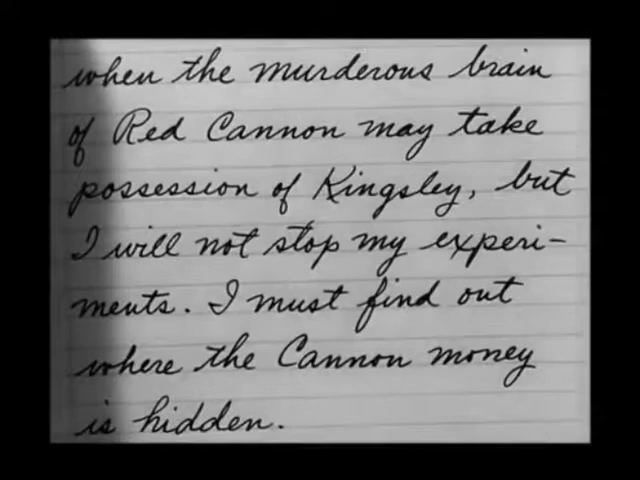 when the murderous brain
of Red Cannon may take
possession of Kingsley, but
I will not stop my experi-
ments. I must find out
where the Cannon money
is hidden.